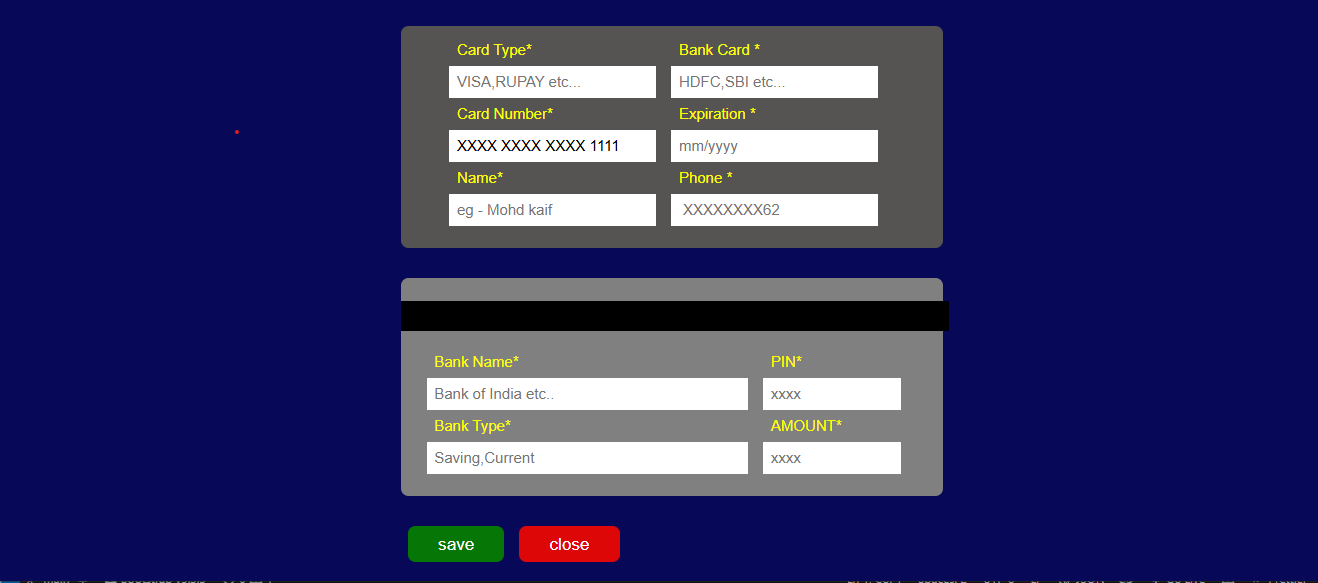 Card Type* Bank Card *
VISA,RUPAY etc... HDFC,SBI etc...
Card Number* Expiration *
XXXX XXXX XXXX 1111 mm/yyyy
Name* Phone *
eg - Mohd kaif XXXXXXXX62
Bank Name* PIN*
Bank of India etc.. xxxx
Bank Type* AMOUNT*
Saving,Current xxxx
save close